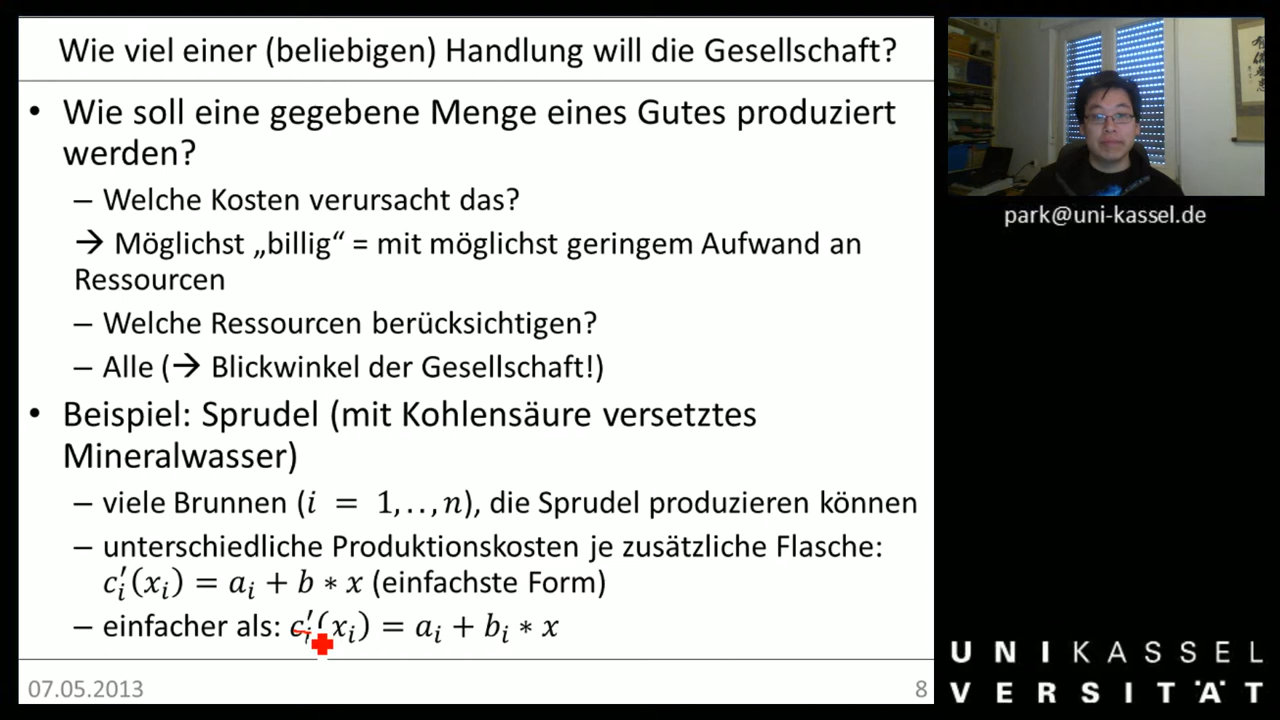 Wie viel einer (beliebigen) Handlung will die Gesellschaft?
• Wie soll eine gegebene Menge eines Gutes produziert
werden?
– Welche Kosten verursacht das?
→ Möglichst „billig“ = mit möglichst geringem Aufwand an
Ressourcen
– Welche Ressourcen berücksichtigen?
– Alle (→ Blickwinkel der Gesellschaft!)
• Beispiel: Sprudel (mit Kohlensäure versetztes
Mineralwasser)
– viele Brunnen (i = 1,..,n), die Sprudel produzieren können
– unterschiedliche Produktionskosten je zusätzliche Flasche:
c′ᵢ(xᵢ) = aᵢ + b ∗ x (einfachste Form)
– einfacher als: c′ᵢ(xᵢ) = aᵢ + bᵢ ∗ x
07.05.2013 8
park@uni-kassel.de
UNIKASSEL
VERSITÄT